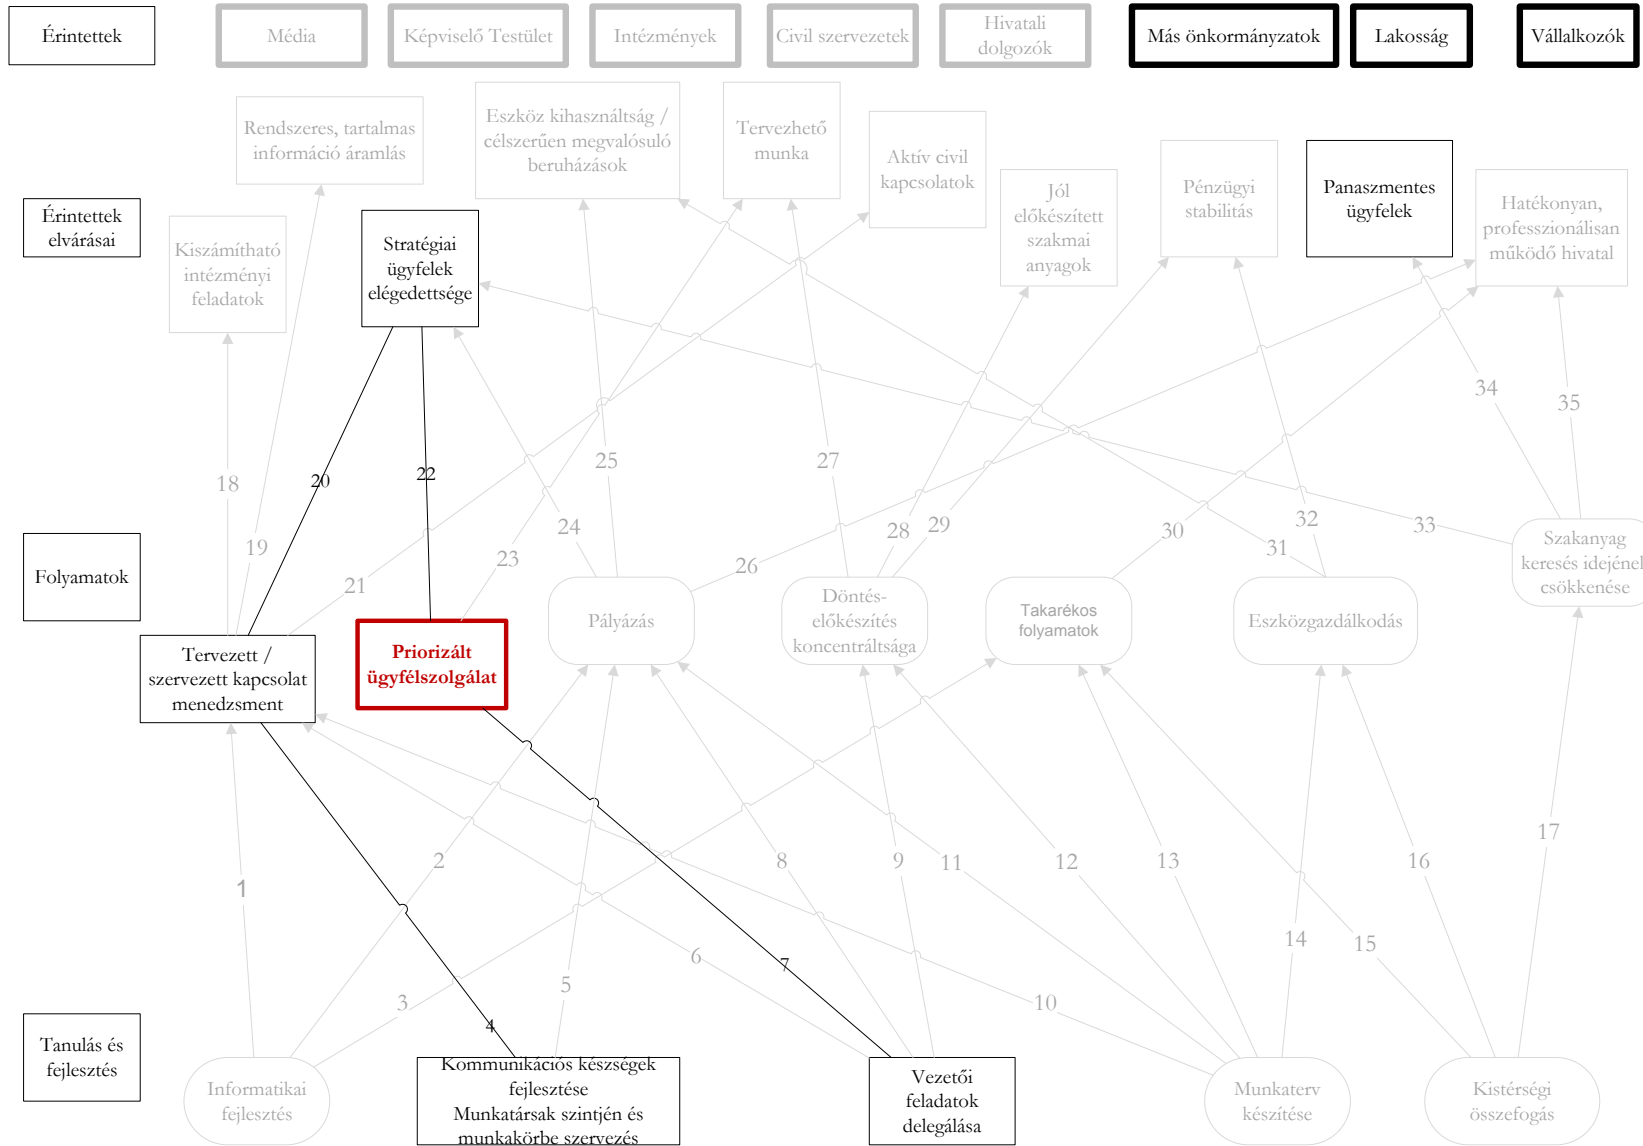 Érintettek
Média
Képviselő Testület
Intézmények
Civil szervezetek
Hivatali
dolgozók
Más önkormányzatok
Lakosság
Vállalkozók
Érintettek
elvárásai
Rendszeres, tartalmas
információ áramlás
Eszköz kihasználtság /
célszerűen megvalósuló
beruházások
Tervezhető
munka
Aktív civil
kapcsolatok
Jól
előkészített
szakmai
anyagok
Pénzügyi
stabilitás
Panaszmentes
ügyfelek
Hatékonyan,
professzionálisan
működő hivatal
Kiszámítható
intézményi
feladatok
Stratégiai
ügyfelek
elégedettsége
34
35
18
20
22
25
27
19
21
23
24
26
28
29
30
31
32
33
Folyamatok
Tervezett /
szervezett kapcsolat
menedzsment
Priorizált
ügyfélszolgálat
Pályázás
Döntés-
előkészítés
koncentráltsága
Takarékos
folyamatok
Eszközgazdálkodás
Szakanyag
keresés idejének
csökkenése
1
2
8
9
11
12
13
16
17
3
4
5
6
7
10
14
15
Tanulás és
fejlesztés
Informatikai
fejlesztés
Kommunikációs készségek
fejlesztése
Munkatársak szintjén és
munkakörbe szervezés
Vezetői
feladatok
delegálása
Munkaterv
készítése
Kistérségi
összefogás